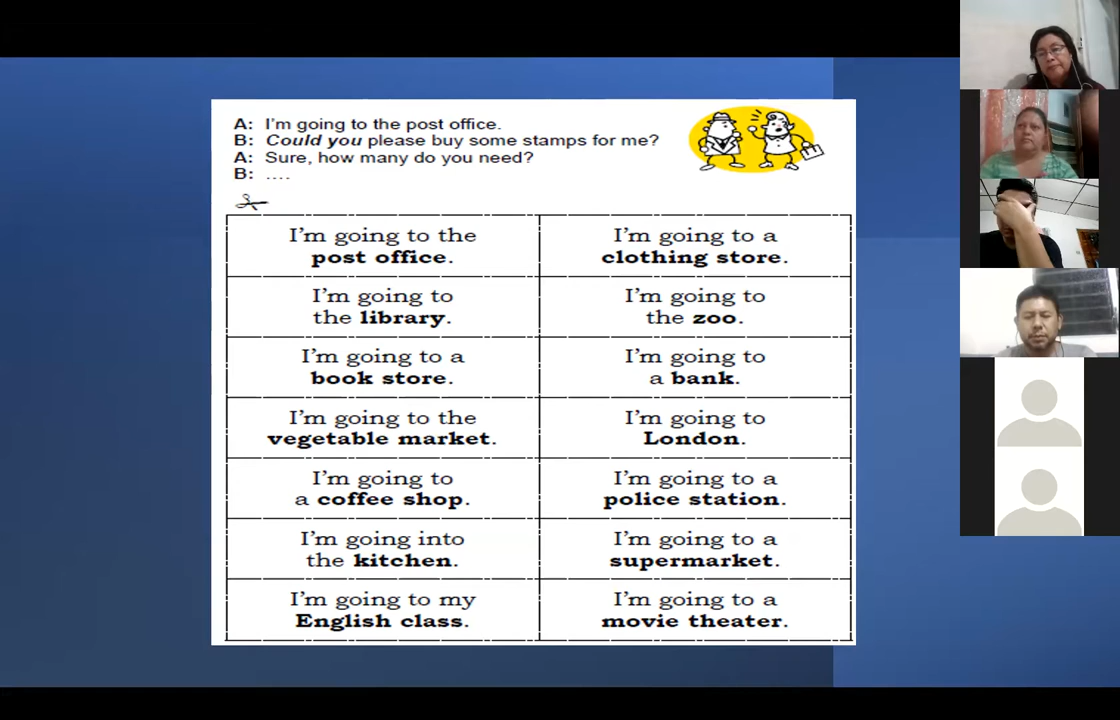 A: I'm going to the post office.
B: Could you please buy some stamps for me?
A: Sure, how many do you need?
B: ....
I'm going to the
post office.
I'm going to a
clothing store.
I'm going to
the library.
I'm going to
the zoo.
I'm going to a
book store.
I'm going to
a bank.
I'm going to the
vegetable market.
I'm going to
London.
I'm going to
a coffee shop.
I'm going to a
police station.
I'm going into
the kitchen.
I'm going to a
supermarket.
I'm going to my
English class.
I'm going to a
movie theater.